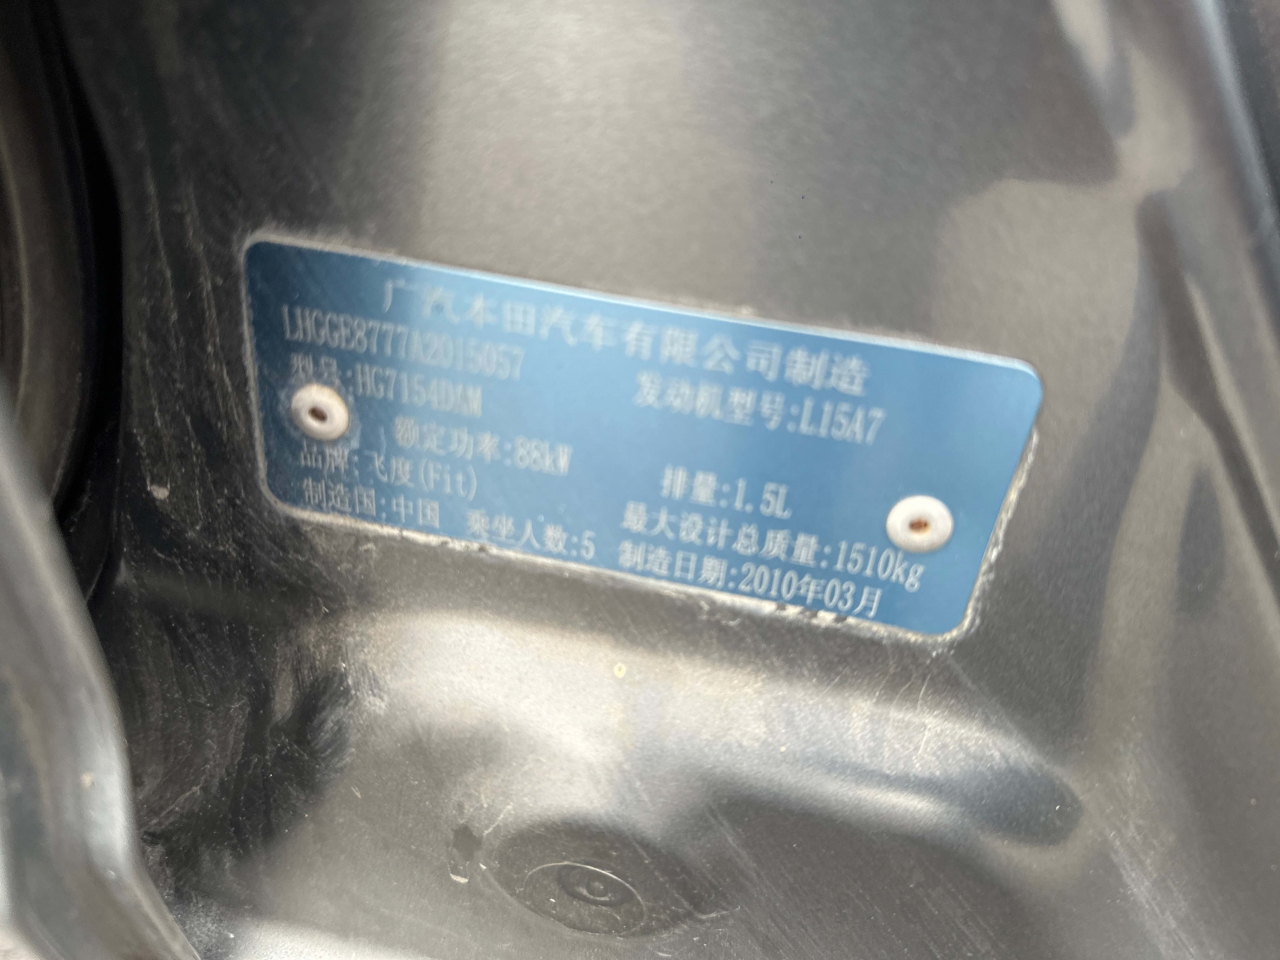 广汽本田汽车有限公司制造
LHGGE8777A2015057
型号:HG7154DAW 发动机型号:L15A7
额定功率:88kW 排量:1.5L
品牌:飞度(Fit) 最大设计总质量:1510kg
制造国:中国 乘坐人数:5 制造日期:2010年03月